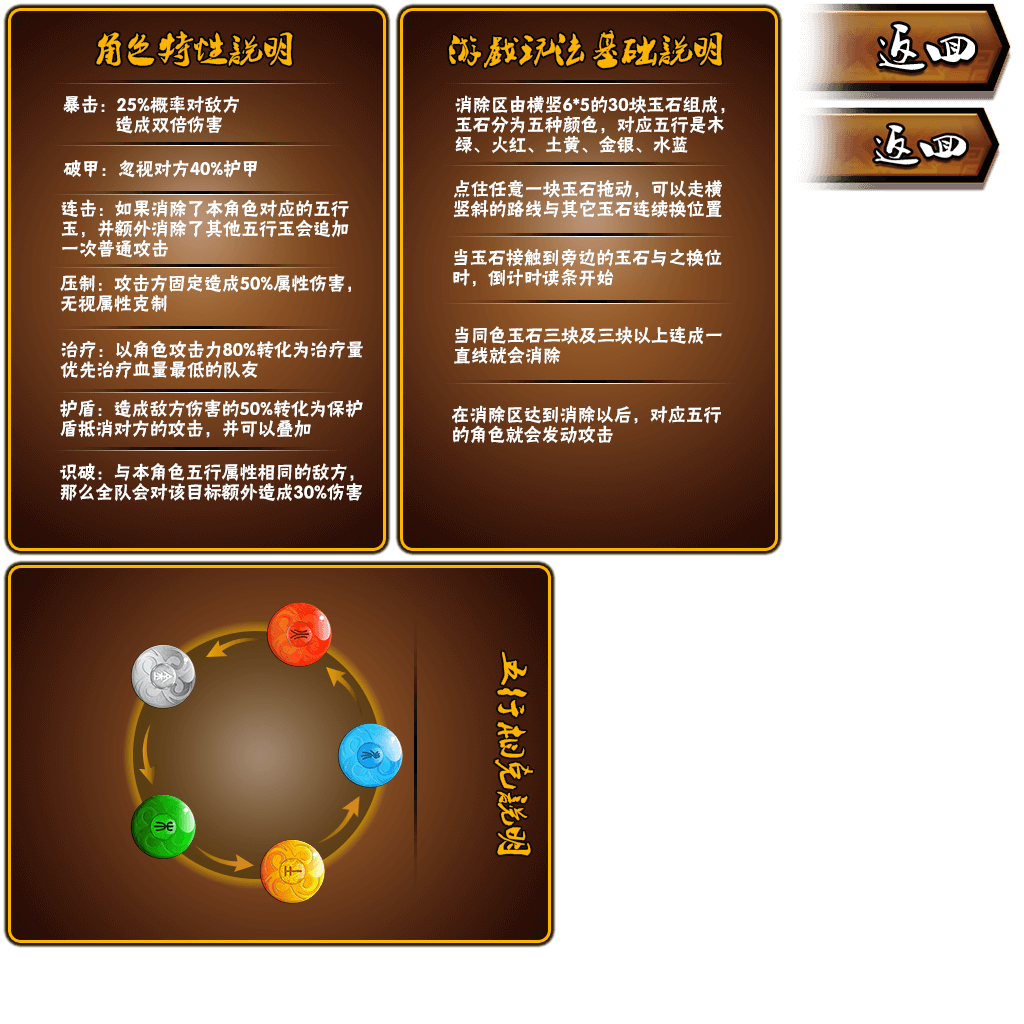 角色特性説明
暴击：25%概率对敌方
造成双倍伤害
破甲：忽视对方40%护甲
连击：如果消除了本角色对应的五行
玉，并额外消除了其他五行玉会追加
一次普通攻击
压制：攻击方固定造成50%属性伤害，
无视属性克制
治疗：以角色攻击力80%转化为治疗量
优先治疗血量最低的队友
护盾：造成敌方伤害的50%转化为保护
盾抵消对方的攻击，并可以叠加
识破：与本角色五行属性相同的敌方，
那么全队会对该目标额外造成30%伤害
游戏玩法基础説明
消除区由横竖6*5的30块玉石组成，
玉石分为五种颜色，对应五行是木
绿、火红、土黄、金银、水蓝
点住任意一块玉石拖动，可以走横
竖斜的路线与其它玉石连续换位置
当玉石接触到旁边的玉石与之换位
时，倒计时读条开始
当同色玉石三块及三块以上连成一
直线就会消除
在消除区达到消除以后，对应五行
的角色就会发动攻击
返回
返回
五行相克説明
火
金
水
木
土